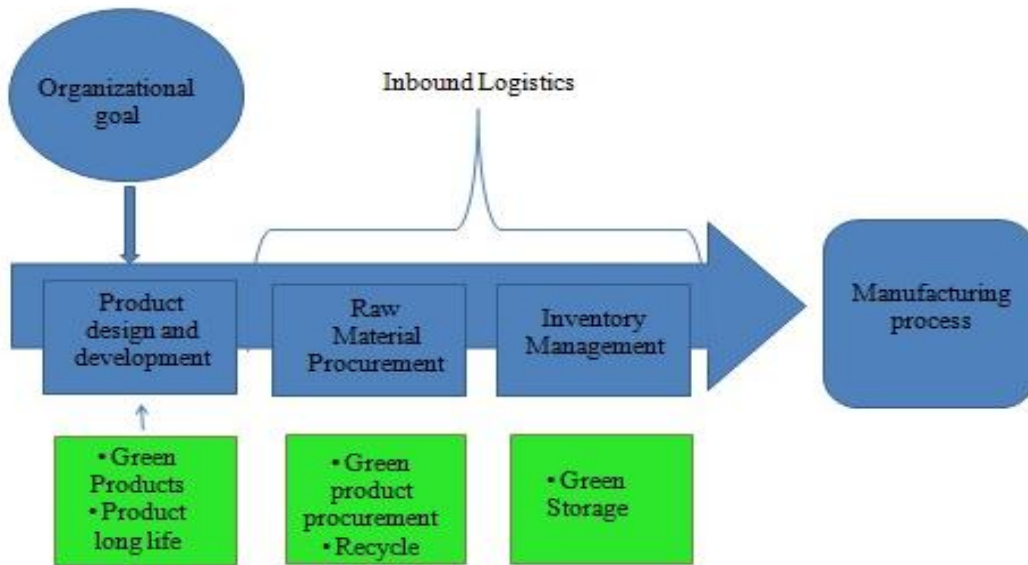 Organizational
goal
Inbound Logistics
Product
design and
development
Raw
Material
Procurement
Inventory
Management
Manufacturing
process
• Green
Products
• Product
long life
• Green
product
procurement
• Recycle
• Green
Storage